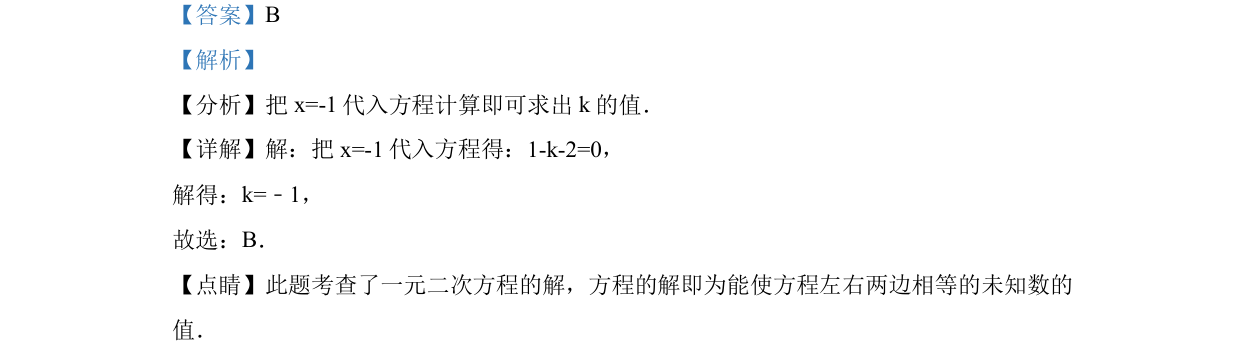 【答案】B
【解析】
【分析】把 x=-1 代入方程计算即可求出 k 的值．
【详解】解：把 x=-1 代入方程得：1-k-2=0，
解得：k=﹣1，
故选：B．
【点睛】此题考查了一元二次方程的解，方程的解即为能使方程左右两边相等的未知数的
值．